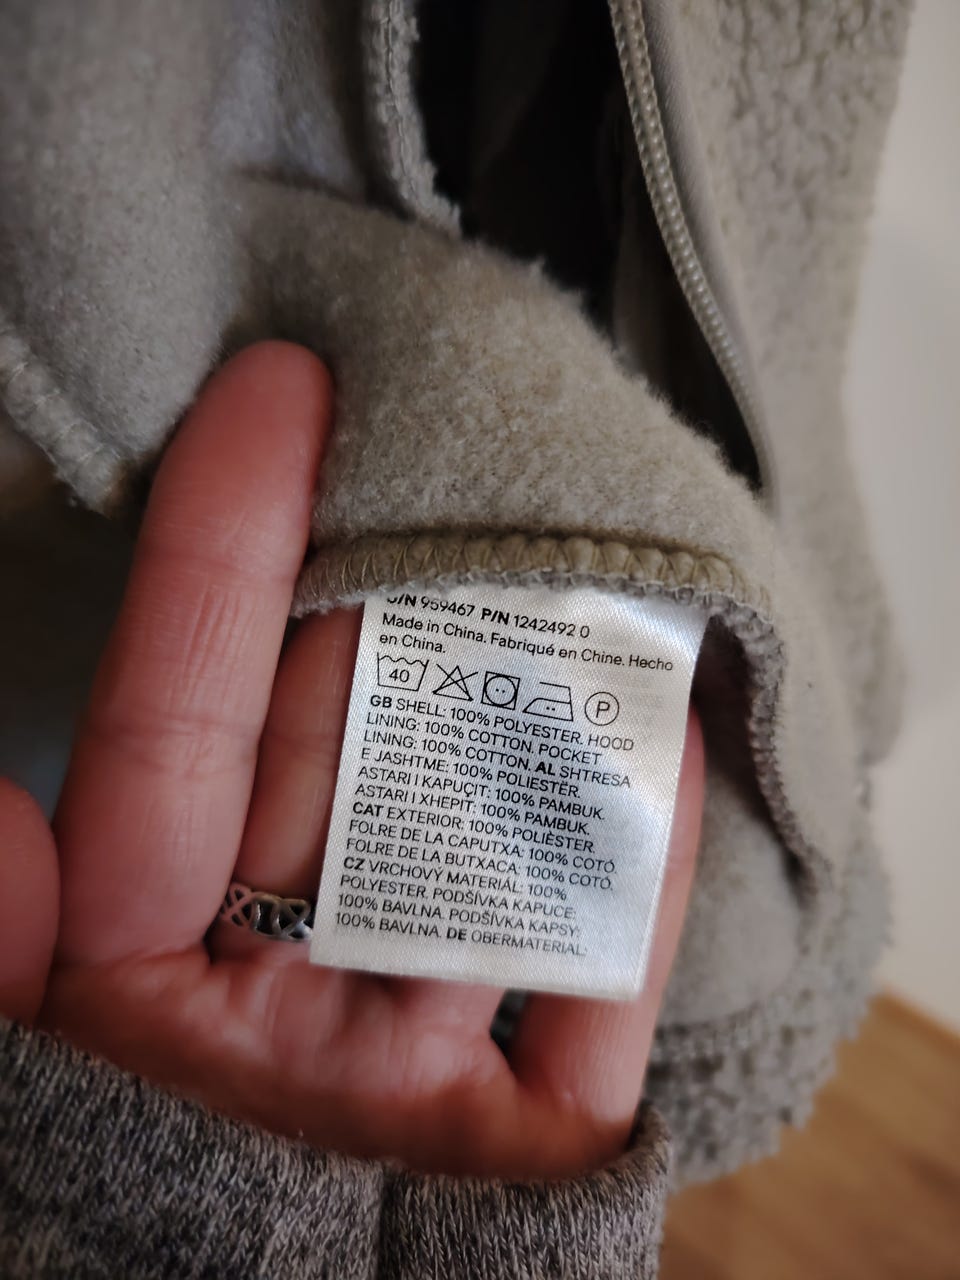 S/N 959467 P/N 1242492 0
Made in China. Fabriqué en Chine. Hecho
en China.
40 P
GB SHELL: 100% POLYESTER. HOOD
LINING: 100% COTTON. POCKET
LINING: 100% COTTON. AL SHTRESA
E JASHTME: 100% POLIESTËR.
ASTARI I KAPUÇIT: 100% PAMBUK.
ASTARI I XHEPIT: 100% PAMBUK.
CAT EXTERIOR: 100% POLIÈSTER.
FOLRE DE LA CAPUTXA: 100% COTÓ.
FOLRE DE LA BUTXACA: 100% COTÓ.
CZ VRCHOVÝ MATERIÁL: 100%
POLYESTER. PODŠÍVKA KAPUCE:
100% BAVLNA. PODŠÍVKA KAPSY:
100% BAVLNA. DE OBERMATERIAL: